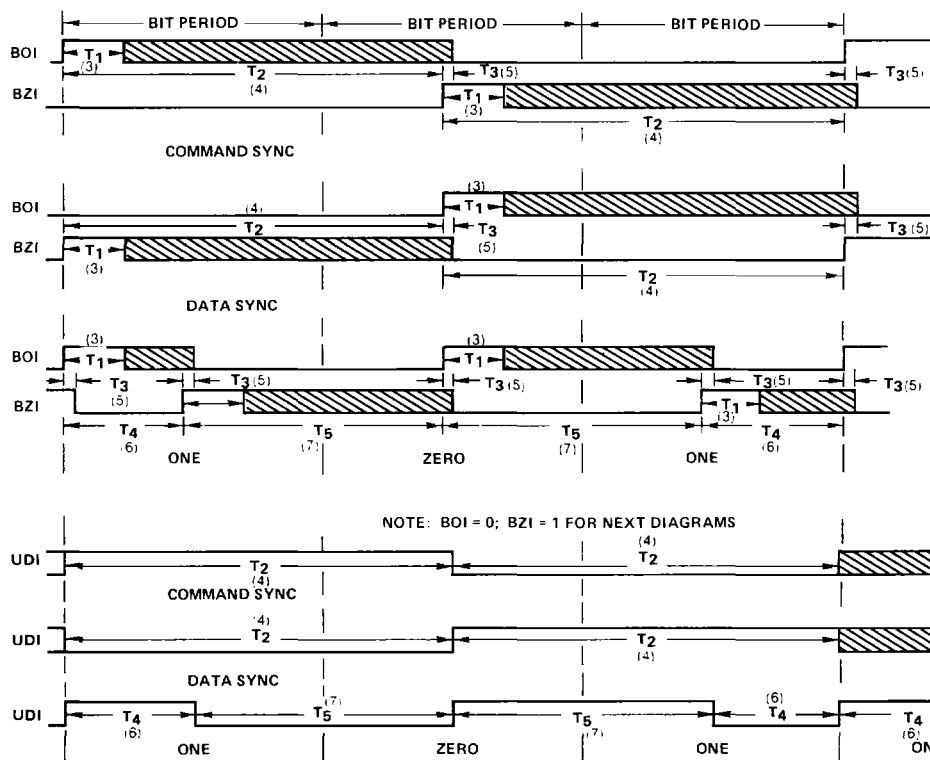 BIT PERIOD BIT PERIOD BIT PERIOD
BOI T1 (3)
T2 (4) T3(5) T3(5)
BZI T1 (3)
T2 (4)
COMMAND SYNC
BOI (3) T1
(4) T2 T3 (5) T3(5)
BZI T1 (3)
T2 (4)
DATA SYNC
BOI (3) T1 (3) T1
T3 (5) T3(5) T3(5) T3(5) T3(5)
BZI T1 (3)
T4 (6) T5 (7) T5 (7) T4 (6)
ONE ZERO ONE
NOTE: BOI = 0; BZI = 1 FOR NEXT DIAGRAMS
UDI T2 (4) (4) T2
COMMAND SYNC
UDI (4) T2 T2 (4)
DATA SYNC
UDI T4 (6) T5 (7) T5 (7) (6) T4 T4 (6)
ONE ZERO ONE ON